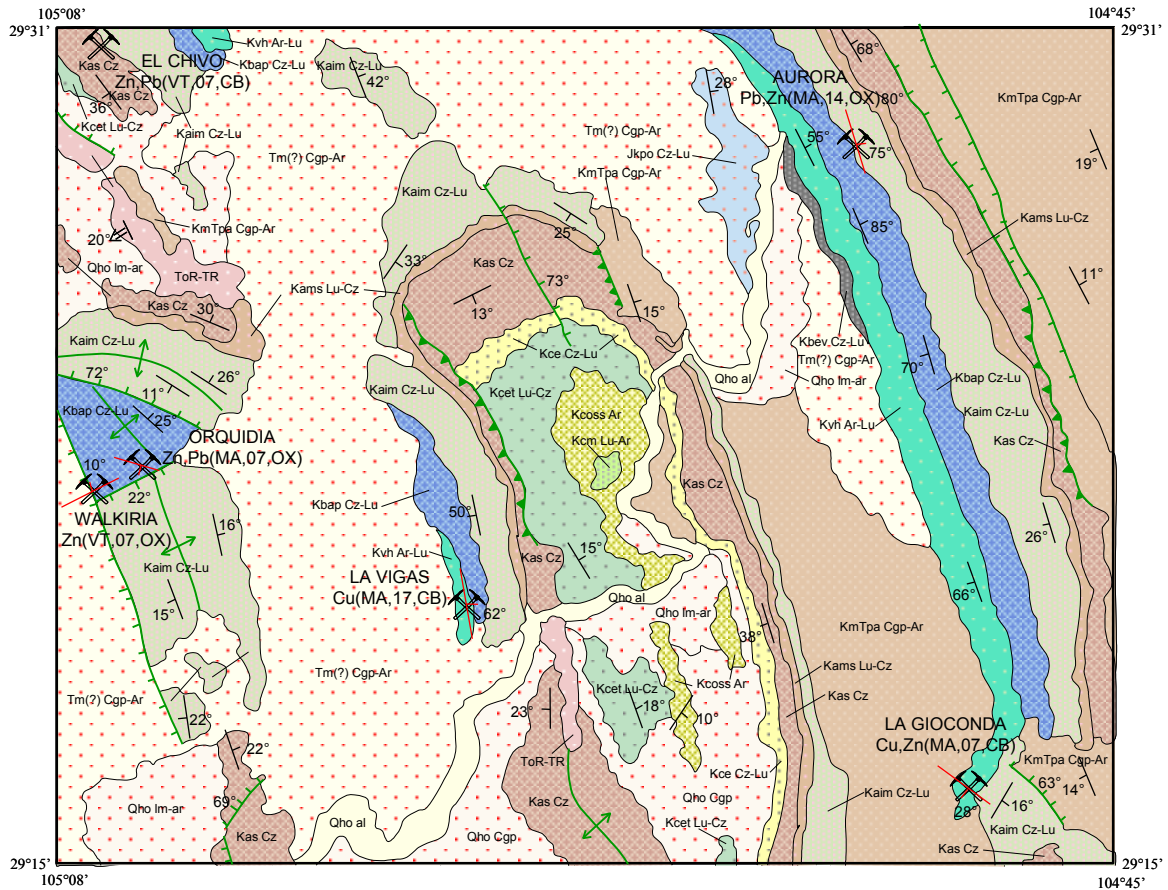 105°08'
104°45'
29°31'
29°31'
Kvh Ar-Lu
Kbap Cz-Lu
EL CHIVO
Zn,Pb(VT,07,CB)
Kas Cz
Kas Cz
36°
Kcet Lu-Cz
Kaim Cz-Lu
Kaim Cz-Lu
42°
Tm(?) Cgp-Ar
28°
Tm(?) Cgp-Ar
Jkpo Cz-Lu
KmTpa Cgp-Ar
68°
AURORA
Pb,Zn(MA,14,OX)
80°
55°
75°
KmTpa Cgp-Ar
19°
Kaim Cz-Lu
KmTpa Cgp-Ar
20°
Qho lm-ar
ToR-TR
Kas Cz
30°
Kams Lu-Cz
33°
Kas Cz
25°
73°
13°
15°
85°
Kams Lu-Cz
11°
Kaim Cz-Lu
72°
11°
26°
Kbap Cz-Lu
25°
Kaim Cz-Lu
Kce Cz-Lu
Kcet Lu-Cz
Kcoss Ar
Kcm Lu-Ar
Qho al
Kbev Cz-Lu
Tm(?) Cgp-Ar
Qho lm-ar
70°
Kbap Cz-Lu
Kaim Cz-Lu
Kvh Ar-Lu
Kas Cz
ORQUIDIA
Zn,Pb(MA,07,OX)
10°
22°
WALKIRIA
Zn(VT,07,OX)
16°
Kaim Cz-Lu
15°
Kbap Cz-Lu
50°
Kvh Ar-Lu
LA VIGAS
Cu(MA,17,CB)
62°
Kas Cz
15°
Kas Cz
26°
66°
Qho al
Qho lm-ar
38°
KmTpa Cgp-Ar
Tm(?) Cgp-Ar
Tm(?) Cgp-Ar
22°
Kams Lu-Cz
Kas Cz
Kcet Lu-Cz
Kcoss Ar
18°
10°
23°
ToR-TR
22°
LA GIOCONDA
Cu,Zn(MA,07,CB)
KmTpa Cgp-Ar
63°
14°
16°
28°
Kce Cz-Lu
Kaim Cz-Lu
Kaim Cz-Lu
Kas Cz
Qho lm-ar
69°
Kas Cz
Qho al
Qho Cgp
Kas Cz
Qho Cgp
Kcet Lu-Cz
29°15'
29°15'
105°08'
104°45'